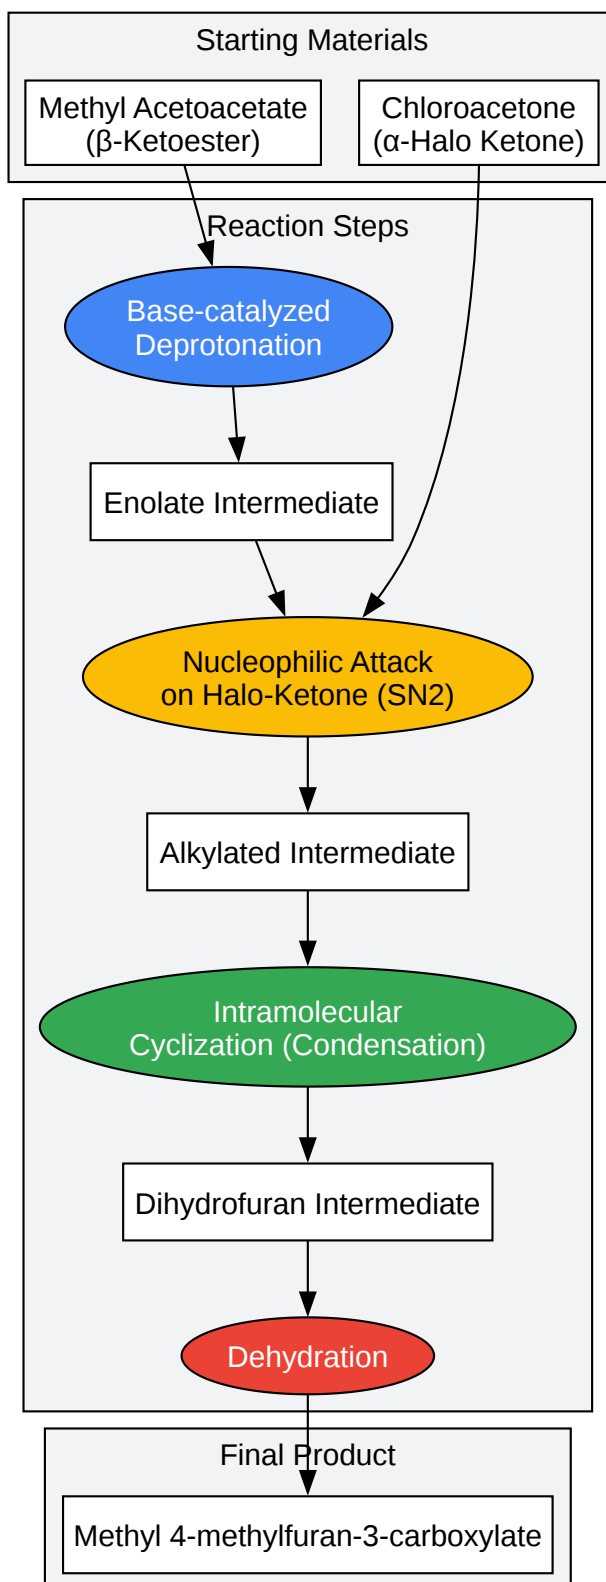 Starting Materials
Methyl Acetoacetate
(β-Ketoester)
Chloroacetone
(α-Halo Ketone)
Reaction Steps
Base-catalyzed
Deprotonation
Enolate Intermediate
Nucleophilic Attack
on Halo-Ketone (SN2)
Alkylated Intermediate
Intramolecular
Cyclization (Condensation)
Dihydrofuran Intermediate
Dehydration
Final Product
Methyl 4-methylfuran-3-carboxylate